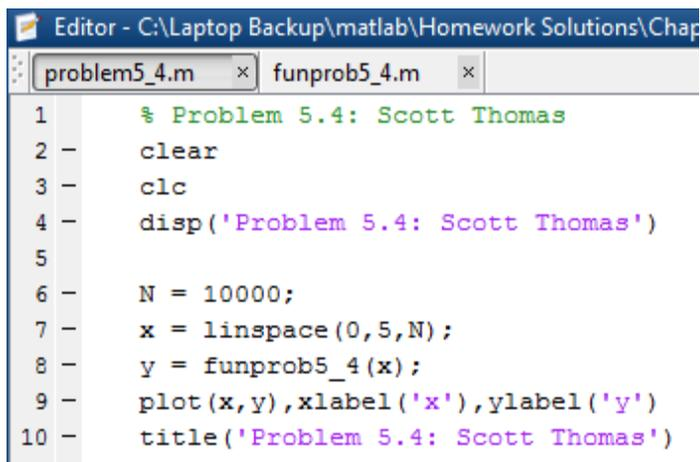 Editor - C:\Laptop Backup\matlab\Homework Solutions\Chap
problem5_4.m × funprob5_4.m ×
1 % Problem 5.4: Scott Thomas
2 – clear
3 – clc
4 – disp('Problem 5.4: Scott Thomas')
5
6 – N = 10000;
7 – x = linspace(0,5,N);
8 – y = funprob5_4(x);
9 – plot(x,y),xlabel('x'),ylabel('y')
10 – title('Problem 5.4: Scott Thomas')